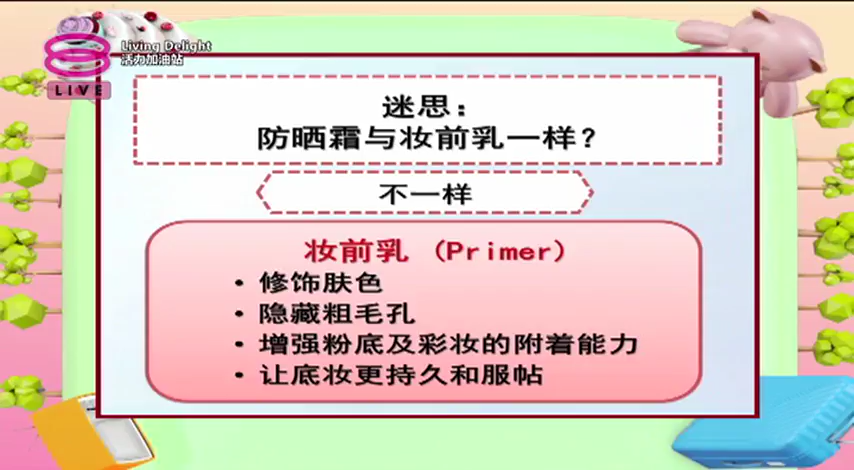 Living Delight
活力加油站
LIVE
迷思：
防晒霜与妆前乳一样？
不一样
妆前乳 （Primer）
• 修饰肤色
• 隐藏粗毛孔
• 增强粉底及彩妆的附着能力
• 让底妆更持久和服帖